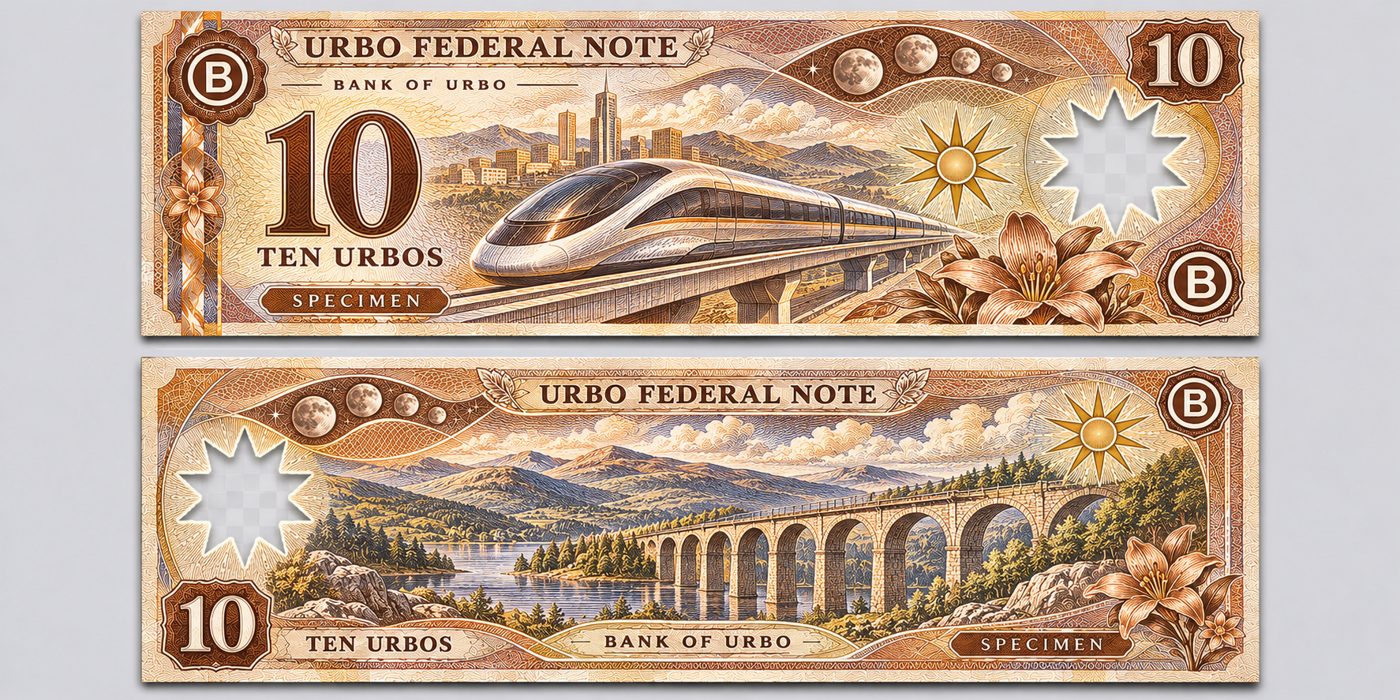 B
URBO FEDERAL NOTE
10
BANK OF URBO
10
TEN URBOS
SPECIMEN
B
URBO FEDERAL NOTE
B
10
TEN URBOS
BANK OF URBO
SPECIMEN